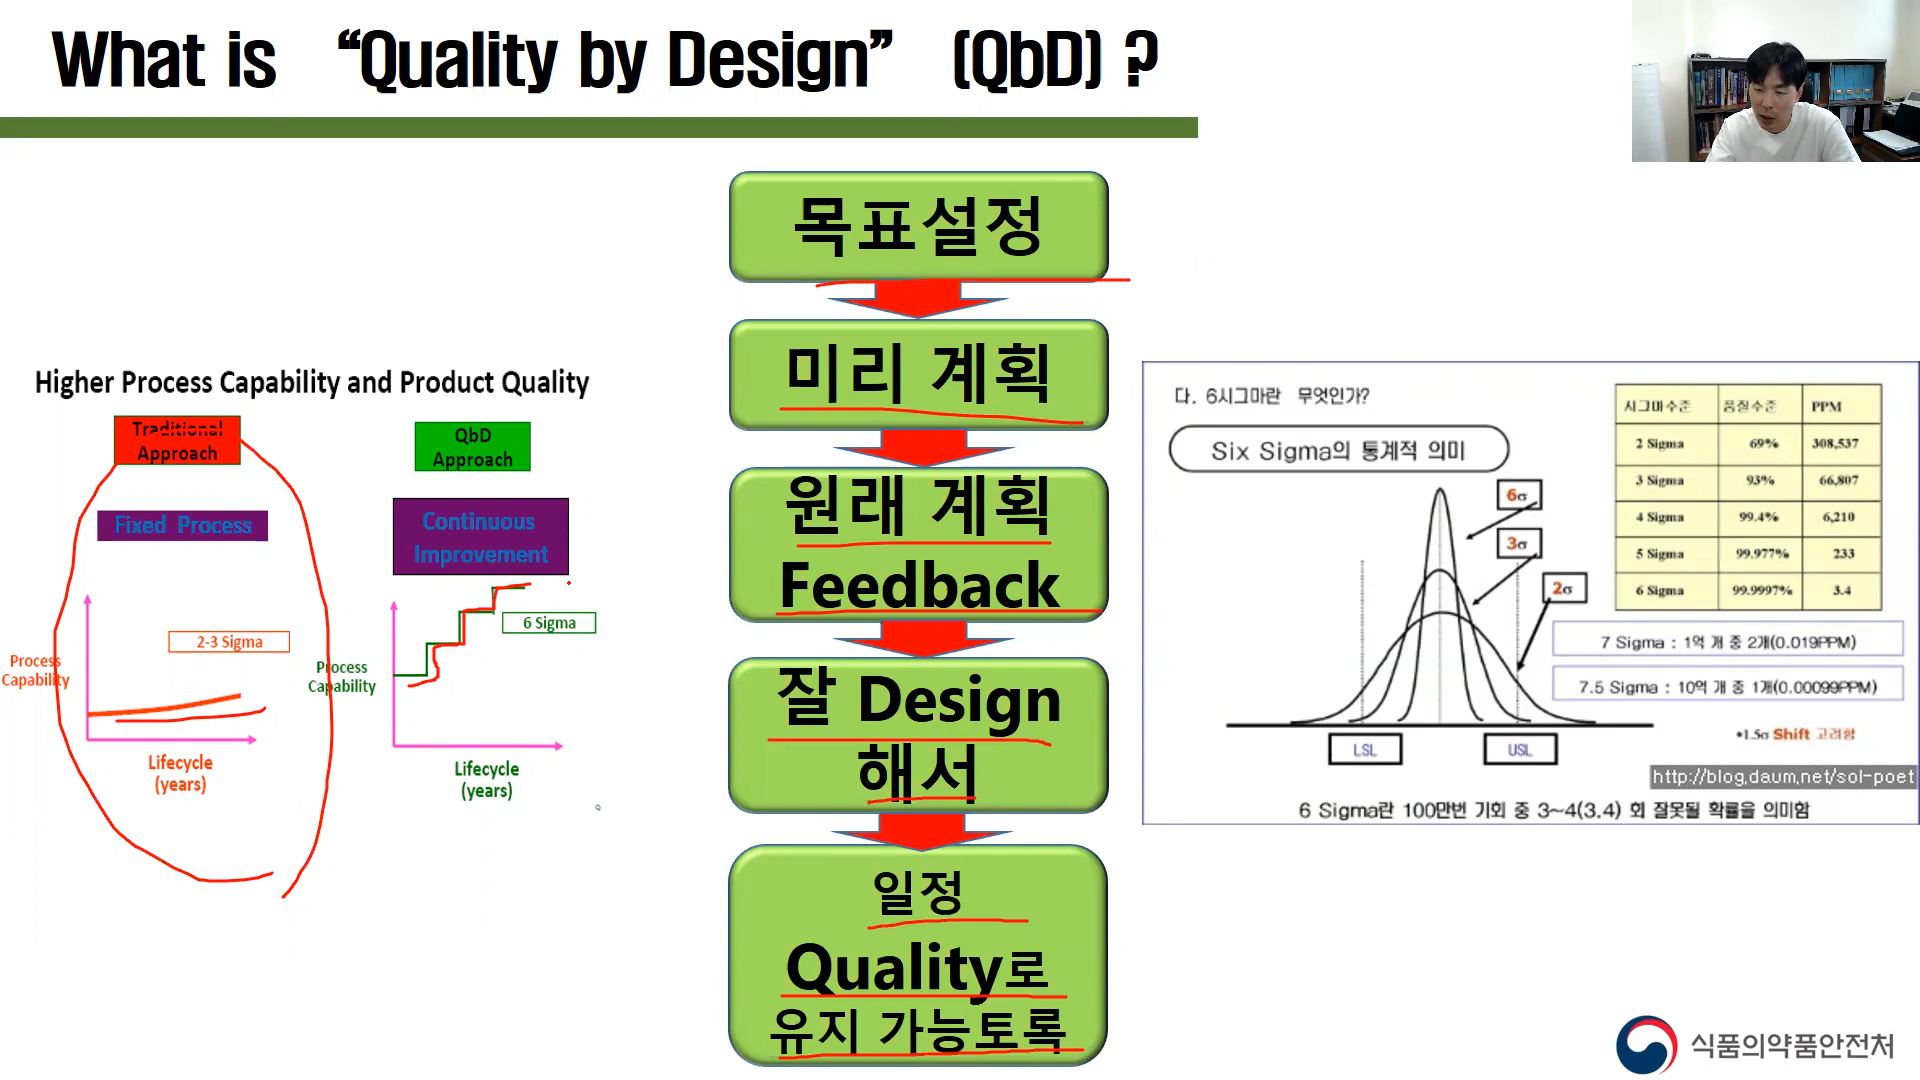 What is “Quality by Design” (QbD) ?
Higher Process Capability and Product Quality
Traditional
Approach
Fixed Process
2-3 Sigma
Process
Capability
Lifecycle
(years)
QbD
Approach
Continuous
Improvement
6 Sigma
Process
Capability
Lifecycle
(years)
목표설정
미리 계획
원래 계획
Feedback
잘 Design
해서
일정
Quality로
유지 가능토록
다. 6시그마란 무엇인가?
Six Sigma의 통계적 의미
6σ
3σ
2σ
LSL
USL
시그마수준 품질수준 PPM
2 Sigma 69% 308,537
3 Sigma 93% 66,807
4 Sigma 99.4% 6,210
5 Sigma 99.977% 233
6 Sigma 99.9997% 3.4
7 Sigma : 1억 개 중 2개(0.019PPM)
7.5 Sigma : 10억 개 중 1개(0.00099PPM)
*1.5σ Shift 고려함
http://blog.daum.net/sol-poet
6 Sigma란 100만번 기회 중 3~4(3.4) 회 잘못될 확률을 의미함
식품의약품안전처